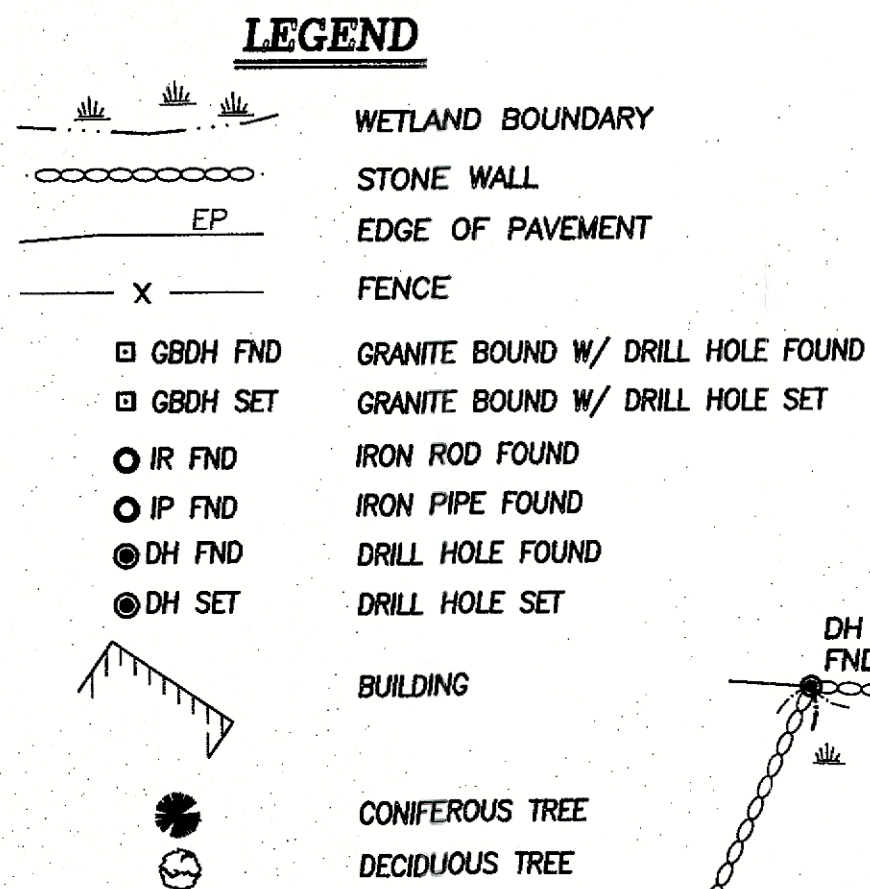 LEGEND
WETLAND BOUNDARY
STONE WALL
EP EDGE OF PAVEMENT
X FENCE
GBDH FND GRANITE BOUND W/ DRILL HOLE FOUND
GBDH SET GRANITE BOUND W/ DRILL HOLE SET
IR FND IRON ROD FOUND
IP FND IRON PIPE FOUND
DH FND DRILL HOLE FOUND
DH SET DRILL HOLE SET
BUILDING
CONIFEROUS TREE
DECIDUOUS TREE
DH
FND